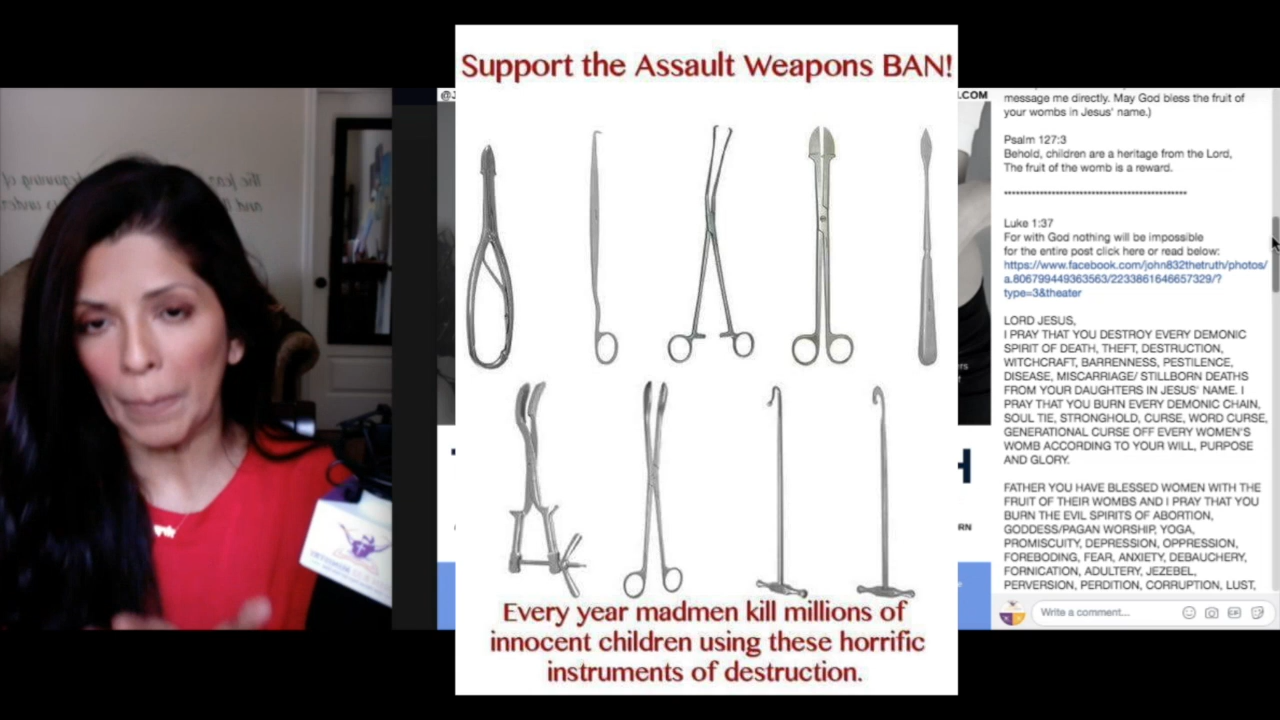 Support the Assault Weapons BAN!
Every year madmen kill millions of
innocent children using these horrific
instruments of destruction.
.COM
message me directly. May God bless the fruit of
your wombs in Jesus' name.)
Psalm 127:3
Behold, children are a heritage from the Lord,
The fruit of the womb is a reward.
************************************************
Luke 1:37
For with God nothing will be impossible
for the entire post click here or read below:
https://www.facebook.com/john832thetruth/photos/
a.806799449363563/2233861646657329/?
type=3&theater
LORD JESUS,
I PRAY THAT YOU DESTROY EVERY DEMONIC
SPIRIT OF DEATH, THEFT, DESTRUCTION,
WITCHCRAFT, BARRENNESS, PESTILENCE,
DISEASE, MISCARRIAGE/ STILLBORN DEATHS
FROM YOUR DAUGHTERS IN JESUS' NAME. I
PRAY THAT YOU BURN EVERY DEMONIC CHAIN,
SOUL TIE, STRONGHOLD, CURSE, WORD CURSE,
GENERATIONAL CURSE OFF EVERY WOMEN'S
WOMB ACCORDING TO YOUR WILL, PURPOSE
AND GLORY.
FATHER YOU HAVE BLESSED WOMEN WITH THE
FRUIT OF THEIR WOMBS AND I PRAY THAT YOU
BURN THE EVIL SPIRITS OF ABORTION,
GODDESS/PAGAN WORSHIP, YOGA,
PROMISCUITY, DEPRESSION, OPPRESSION,
FOREBODING, FEAR, ANXIETY, DEBAUCHERY,
FORNICATION, ADULTERY, JEZEBEL,
PERVERSION, PERDITION, CORRUPTION, LUST,
Write a comment...
GIF